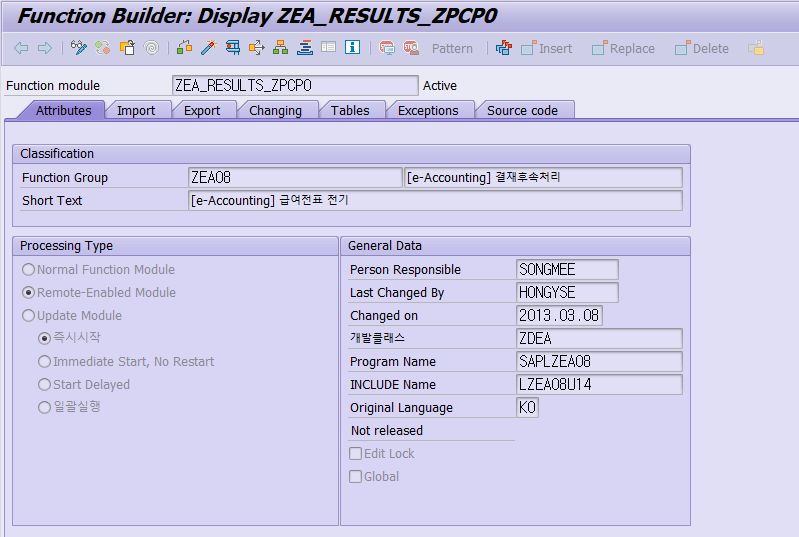 Function Builder: Display ZEA_RESULTS_ZPCP0
Pattern Insert Replace Delete
Function module ZEA_RESULTS_ZPCP0 Active
Attributes Import Export Changing Tables Exceptions Source code
Classification
Function Group ZEA08 [e-Accounting] 결재후속처리
Short Text [e-Accounting] 급여전표 전기
Processing Type
Normal Function Module
Remote-Enabled Module
Update Module
즉시시작
Immediate Start, No Restart
Start Delayed
일괄실행
General Data
Person Responsible SONGMEE
Last Changed By HONGYSE
Changed on 2013.03.08
개발클래스 ZDEA
Program Name SAPLZEA08
INCLUDE Name LZEA08U14
Original Language KO
Not released
Edit Lock
Global